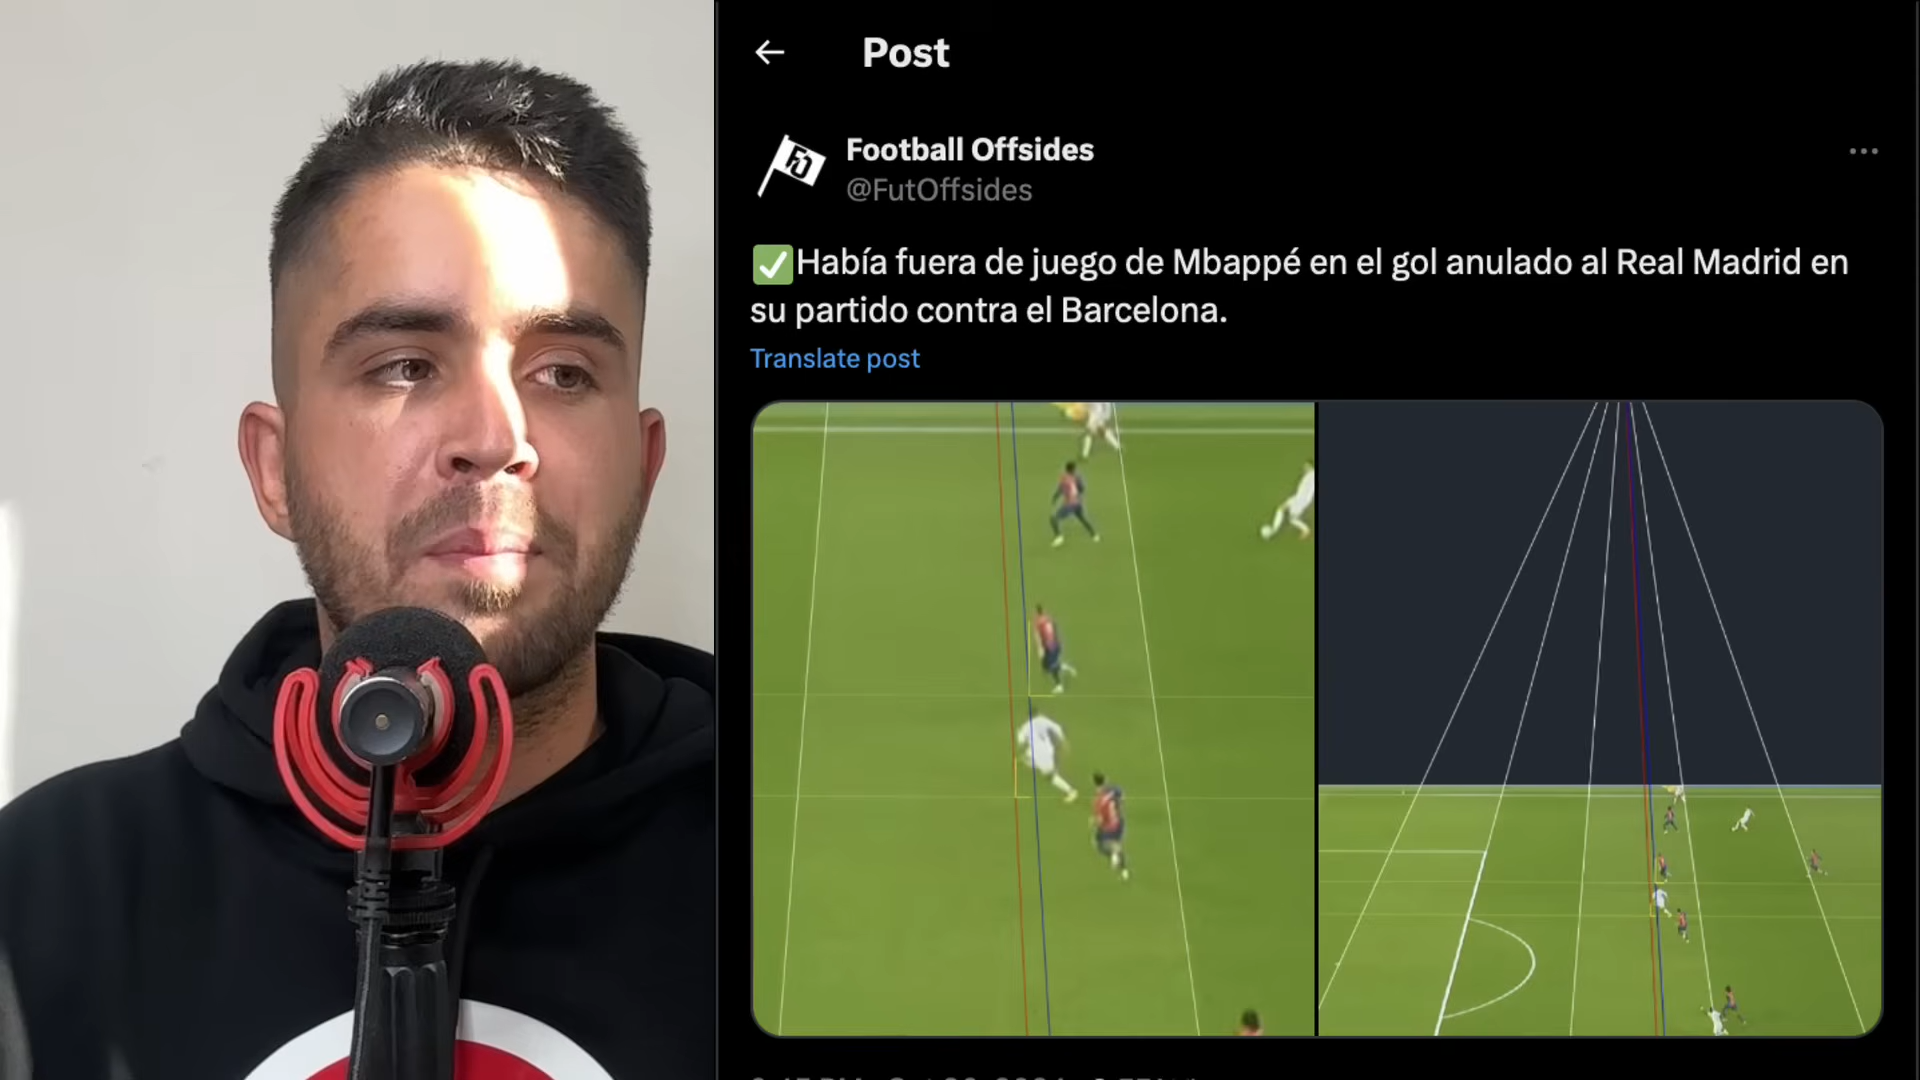 Post
FO
Football Offsides
@FutOffsides
✅Había fuera de juego de Mbappé en el gol anulado al Real Madrid en
su partido contra el Barcelona.
Translate post